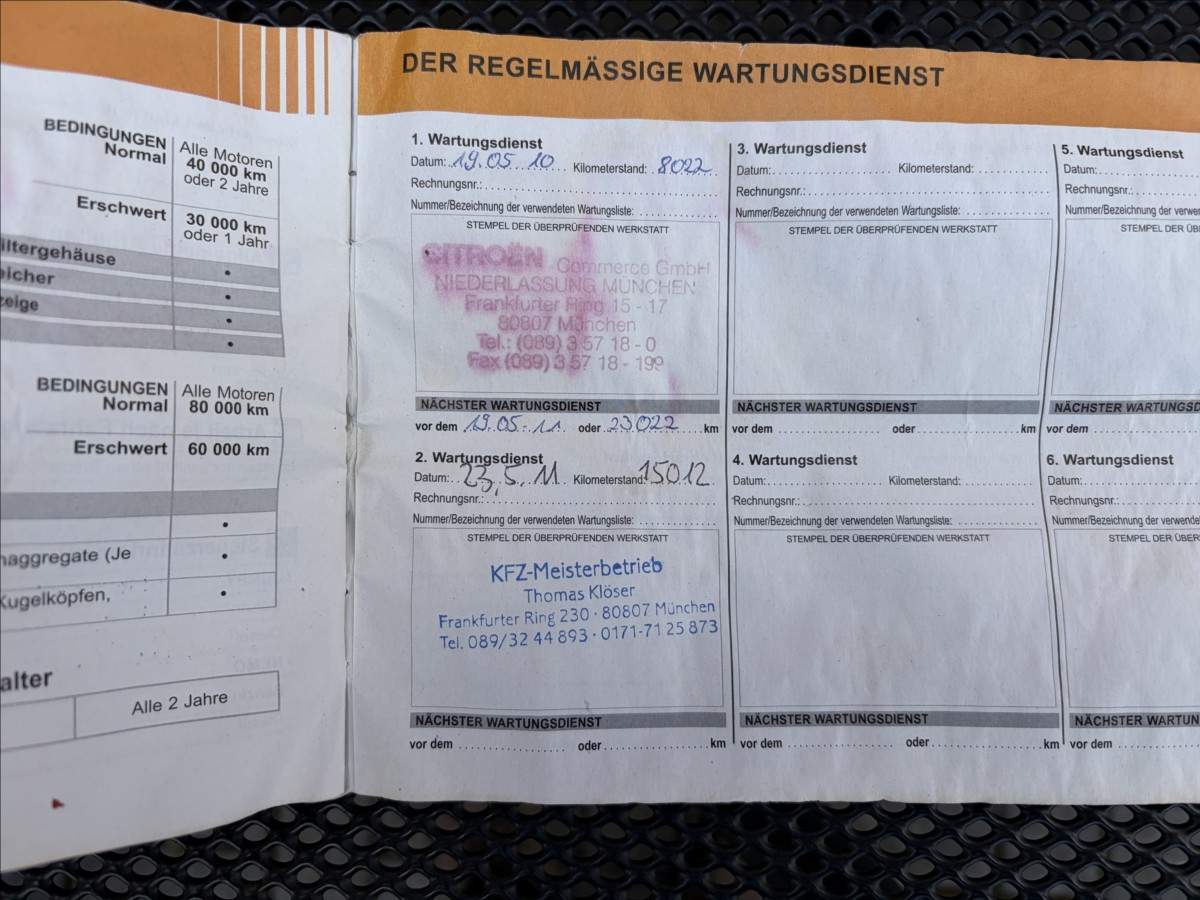 BEDINGUNGEN
Normal
Alle Motoren
40 000 km
oder 2 Jahre
Erschwert
30 000 km
oder 1 Jahr
iltergehäuse •
eicher •
zeige •
•
BEDINGUNGEN
Normal
Alle Motoren
80 000 km
Erschwert
60 000 km
•
naggregate (Je •
Kugelköpfen, •
alter
Alle 2 Jahre
DER REGELMÄSSIGE WARTUNGSDIENST
1. Wartungsdienst
Datum: 19.05.10 Kilometerstand: 8022
Rechnungsnr.:
Nummer/Bezeichnung der verwendeten Wartungsliste:
STEMPEL DER ÜBERPRÜFENDEN WERKSTATT
CITROËN Commerce GmbH
NIEDERLASSUNG MÜNCHEN
Frankfurter Ring 15 - 17
80807 München
Tel.: (089) 3 57 18 - 0
Fax (089) 3 57 18 - 199
NÄCHSTER WARTUNGSDIENST
vor dem 19.05.11 oder 23022 km
2. Wartungsdienst
Datum: 23.5.11 Kilometerstand: 15012
Rechnungsnr.:
Nummer/Bezeichnung der verwendeten Wartungsliste:
STEMPEL DER ÜBERPRÜFENDEN WERKSTATT
KFZ-Meisterbetrieb
Thomas Klöser
Frankfurter Ring 230 · 80807 München
Tel. 089/32 44 893 · 0171-71 25 873
NÄCHSTER WARTUNGSDIENST
vor dem oder km
3. Wartungsdienst
Datum: Kilometerstand:
Rechnungsnr.:
Nummer/Bezeichnung der verwendeten Wartungsliste:
STEMPEL DER ÜBERPRÜFENDEN WERKSTATT
NÄCHSTER WARTUNGSDIENST
vor dem oder km
4. Wartungsdienst
Datum: Kilometerstand:
Rechnungsnr.:
Nummer/Bezeichnung der verwendeten Wartungsliste:
STEMPEL DER ÜBERPRÜFENDEN WERKSTATT
NÄCHSTER WARTUNGSDIENST
vor dem oder km
5. Wartungsdienst
Datum:
Rechnungsnr.:
Nummer/Bezeichnung der verwende
STEMPEL DER ÜB
NÄCHSTER WARTUNGSD
vor dem
6. Wartungsdienst
Datum:
Rechnungsnr.:
Nummer/Bezeichnung der verwende
STEMPEL DER ÜBER
NÄCHSTER WARTUN
vor dem